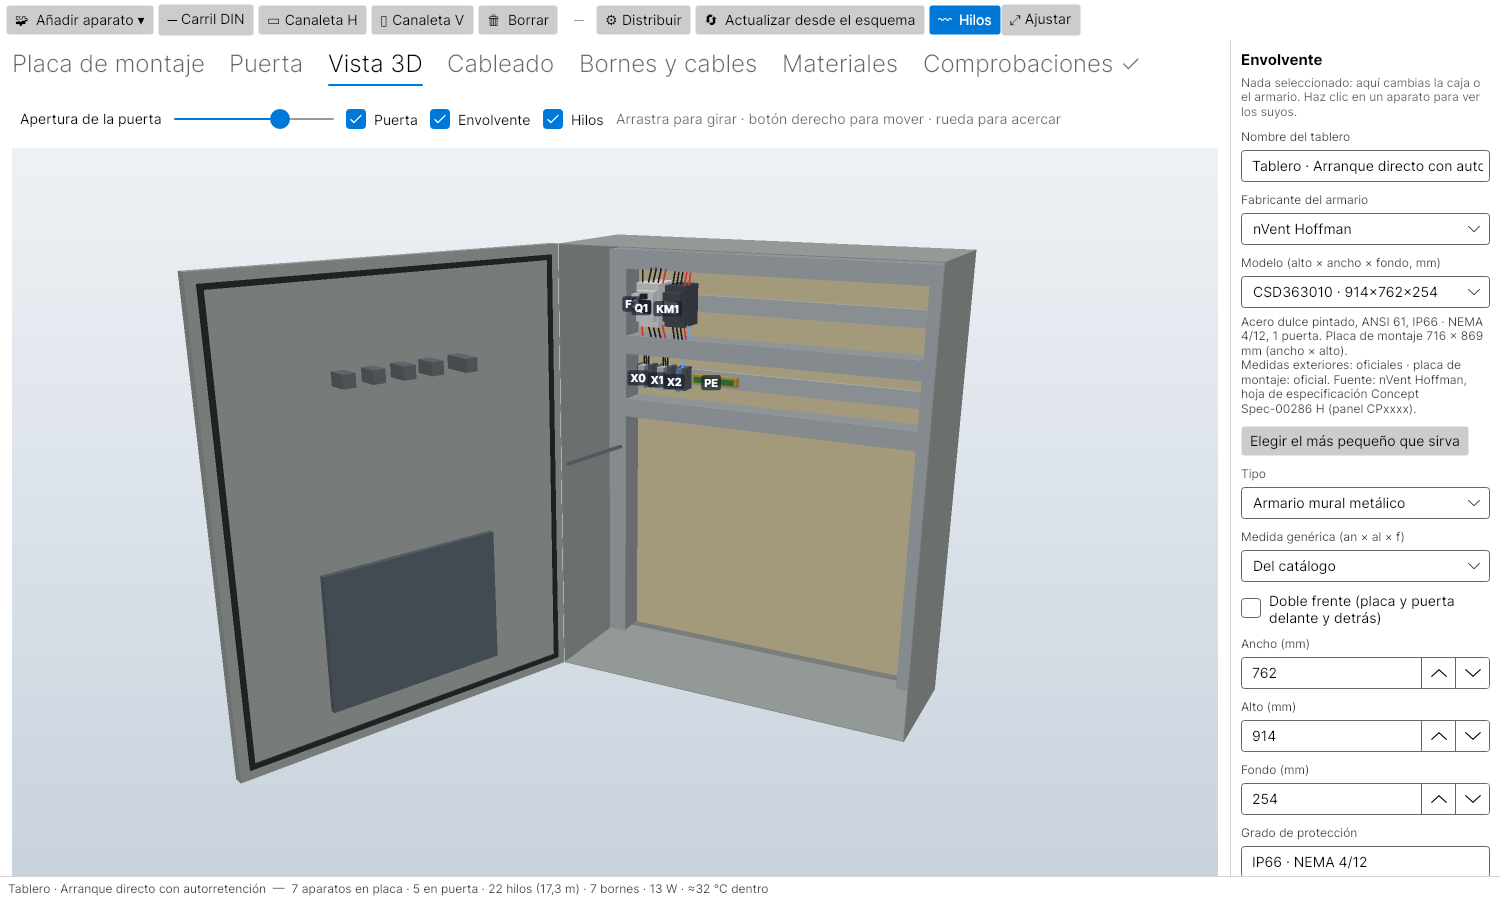 Añadir aparato ▾
─ Carril DIN
▭ Canaleta H
▯ Canaleta V
Borrar
—
Distribuir
Actualizar desde el esquema
Hilos
Ajustar
Placa de montaje
Puerta
Vista 3D
Cableado
Bornes y cables
Materiales
Comprobaciones ✓
Apertura de la puerta
Puerta
Envolvente
Hilos
Arrastra para girar · botón derecho para mover · rueda para acercar
Q1
KM1
X0
X1
X2
PE
Envolvente
Nada seleccionado: aquí cambias la caja o
el armario. Haz clic en un aparato para ver
los suyos.
Nombre del tablero
Tablero · Arranque directo con auto
Fabricante del armario
nVent Hoffman
Modelo (alto × ancho × fondo, mm)
CSD363010 · 914×762×254
Acero dulce pintado, ANSI 61, IP66 · NEMA
4/12, 1 puerta. Placa de montaje 716 × 869
mm (ancho × alto).
Medidas exteriores: oficiales · placa de
montaje: oficial. Fuente: nVent Hoffman,
hoja de especificación Concept
Spec-00286 H (panel CPxxxx).
Elegir el más pequeño que sirva
Tipo
Armario mural metálico
Medida genérica (an × al × f)
Del catálogo
Doble frente (placa y puerta
delante y detrás)
Ancho (mm)
762
Alto (mm)
914
Fondo (mm)
254
Grado de protección
IP66 · NEMA 4/12
Tablero · Arranque directo con autorretención — 7 aparatos en placa · 5 en puerta · 22 hilos (17,3 m) · 7 bornes · 13 W · ≈32 °C dentro